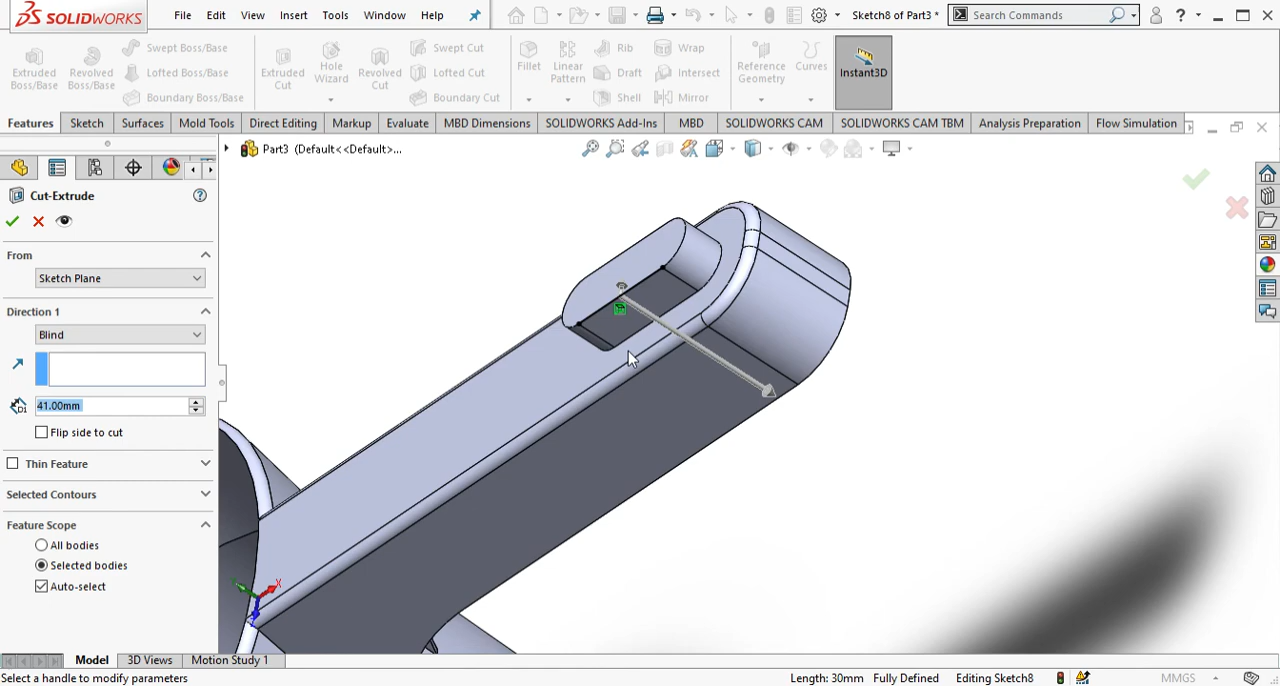 SOLIDWORKS File Edit View Insert Tools Window Help Sketch8 of Part3 * Search Commands
Extruded Boss/Base
Revolved Boss/Base
Swept Boss/Base
Lofted Boss/Base
Boundary Boss/Base
Extruded Cut
Hole Wizard
Revolved Cut
Swept Cut
Lofted Cut
Boundary Cut
Fillet
Linear Pattern
Rib
Draft
Shell
Wrap
Intersect
Mirror
Reference Geometry
Curves
Instant3D
Features Sketch Surfaces Mold Tools Direct Editing Markup Evaluate MBD Dimensions SOLIDWORKS Add-Ins MBD SOLIDWORKS CAM SOLIDWORKS CAM TBM Analysis Preparation Flow Simulation
Part3 (Default<<Default>...
Cut-Extrude
From
Sketch Plane
Direction 1
Blind
D1
41.00mm
Flip side to cut
Thin Feature
Selected Contours
Feature Scope
All bodies
Selected bodies
Auto-select
X
Model 3D Views Motion Study 1
Select a handle to modify parameters Length: 30mm Fully Defined Editing Sketch8 MMGS